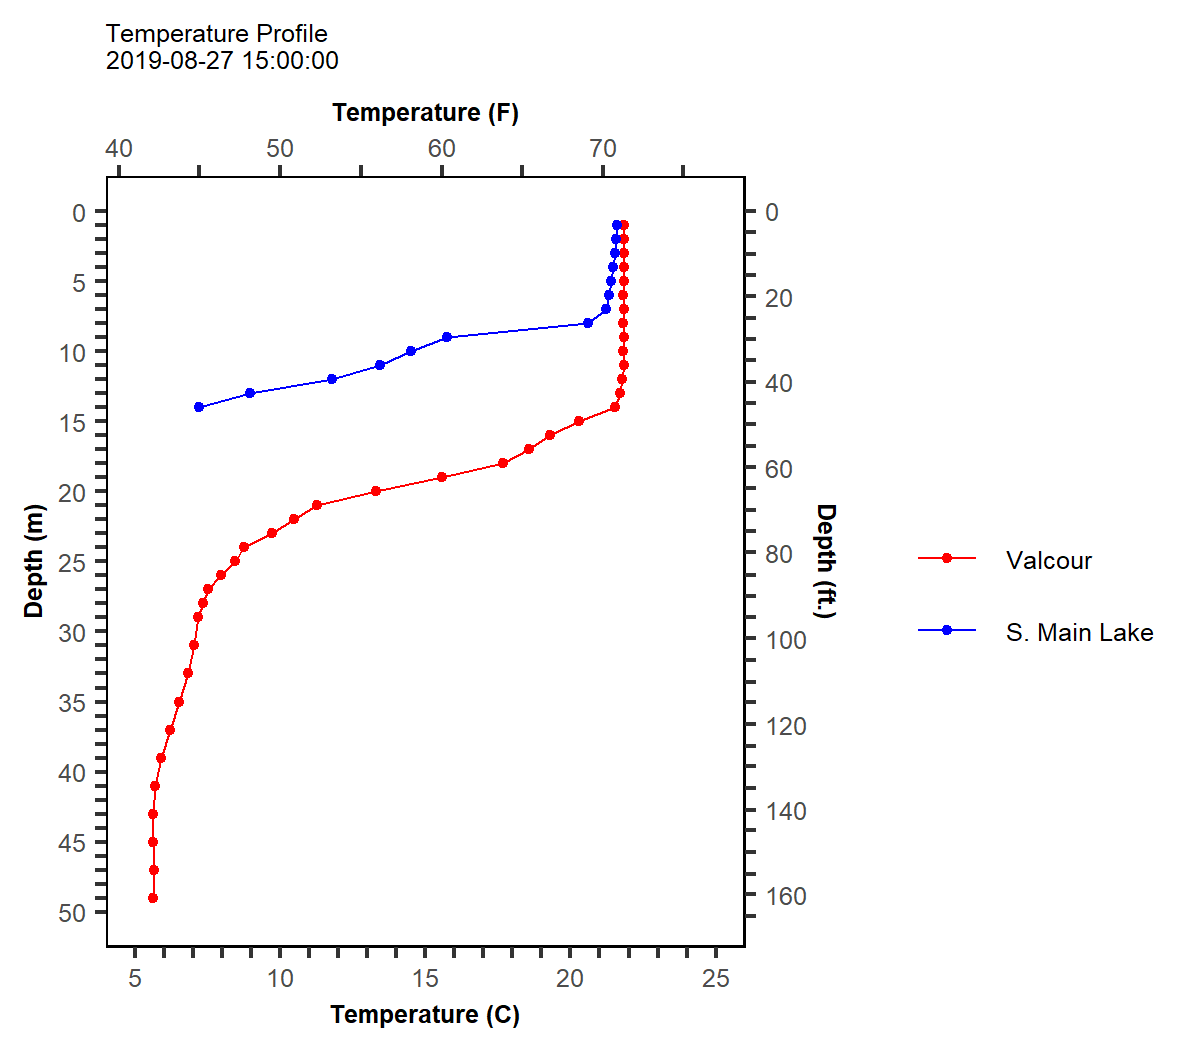 Temperature Profile
2019-08-27 15:00:00
Temperature (F)
40 50 60 70
0
5
10
15
20
25
30
35
40
45
50
Depth (m)
0
20
40
60
80
100
120
140
160
Depth (ft.)
Valcour
S. Main Lake
5 10 15 20 25
Temperature (C)